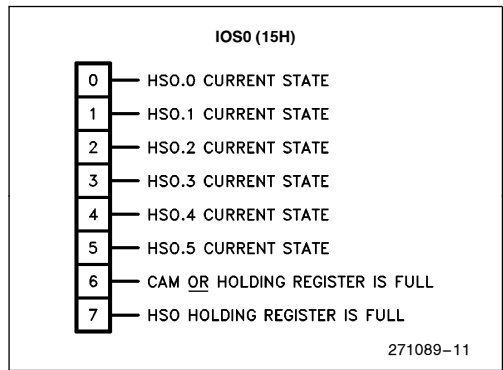 IOS0 (15H)
0 HSO.0 CURRENT STATE
1 HSO.1 CURRENT STATE
2 HSO.2 CURRENT STATE
3 HSO.3 CURRENT STATE
4 HSO.4 CURRENT STATE
5 HSO.5 CURRENT STATE
6 CAM OR HOLDING REGISTER IS FULL
7 HSO HOLDING REGISTER IS FULL
271089–11